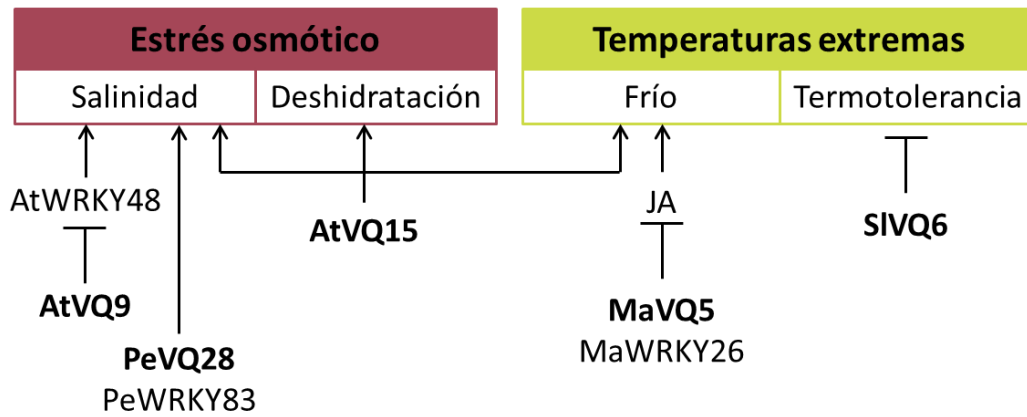 Estrés osmótico
Temperaturas extremas
Salinidad
Deshidratación
Frío
Termotolerancia
AtWRKY48
JA
AtVQ15
SlVQ6
AtVQ9
MaVQ5
MaWRKY26
PeVQ28
PeWRKY83